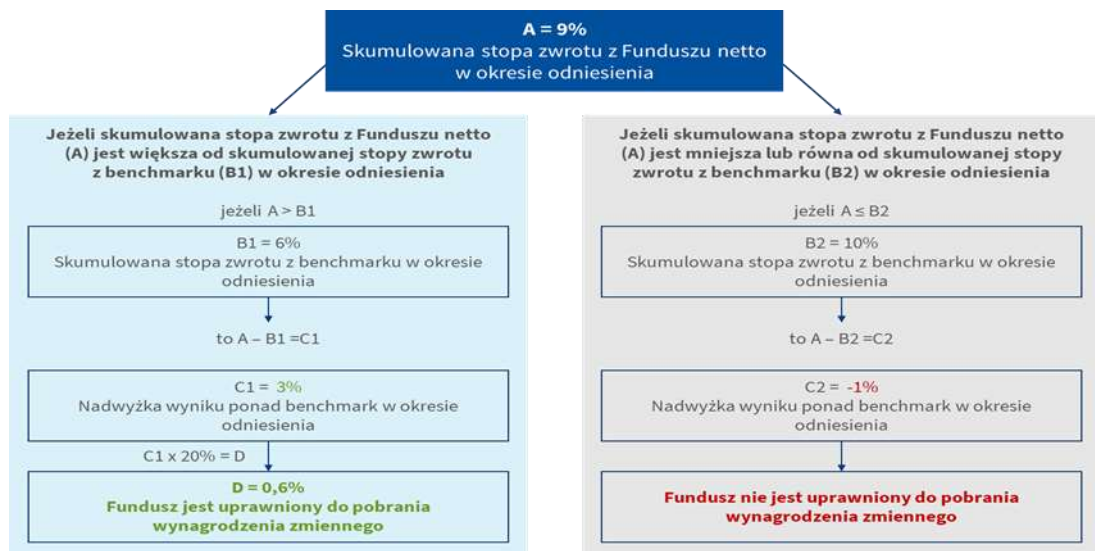 A = 9%
Skumulowana stopa zwrotu z Funduszu netto
w okresie odniesienia
Jeżeli skumulowana stopa zwrotu z Funduszu netto
(A) jest większa od skumulowanej stopy zwrotu
z benchmarku (B1) w okresie odniesienia
jeżeli A > B1
B1 = 6%
Skumulowana stopa zwrotu z benchmarku w okresie
odniesienia
to A – B1 =C1
C1 = 3%
Nadwyżka wyniku ponad benchmark w okresie
odniesienia
C1 x 20% = D
D = 0,6%
Fundusz jest uprawniony do pobrania
wynagrodzenia zmiennego
Jeżeli skumulowana stopa zwrotu z Funduszu netto
(A) jest mniejsza lub równa od skumulowanej stopy
zwrotu z benchmarku (B2) w okresie odniesienia
jeżeli A ≤ B2
B2 = 10%
Skumulowana stopa zwrotu z benchmarku w okresie
odniesienia
to A – B2 =C2
C2 = -1%
Nadwyżka wyniku ponad benchmark w okresie
odniesienia
Fundusz nie jest uprawniony do pobrania
wynagrodzenia zmiennego